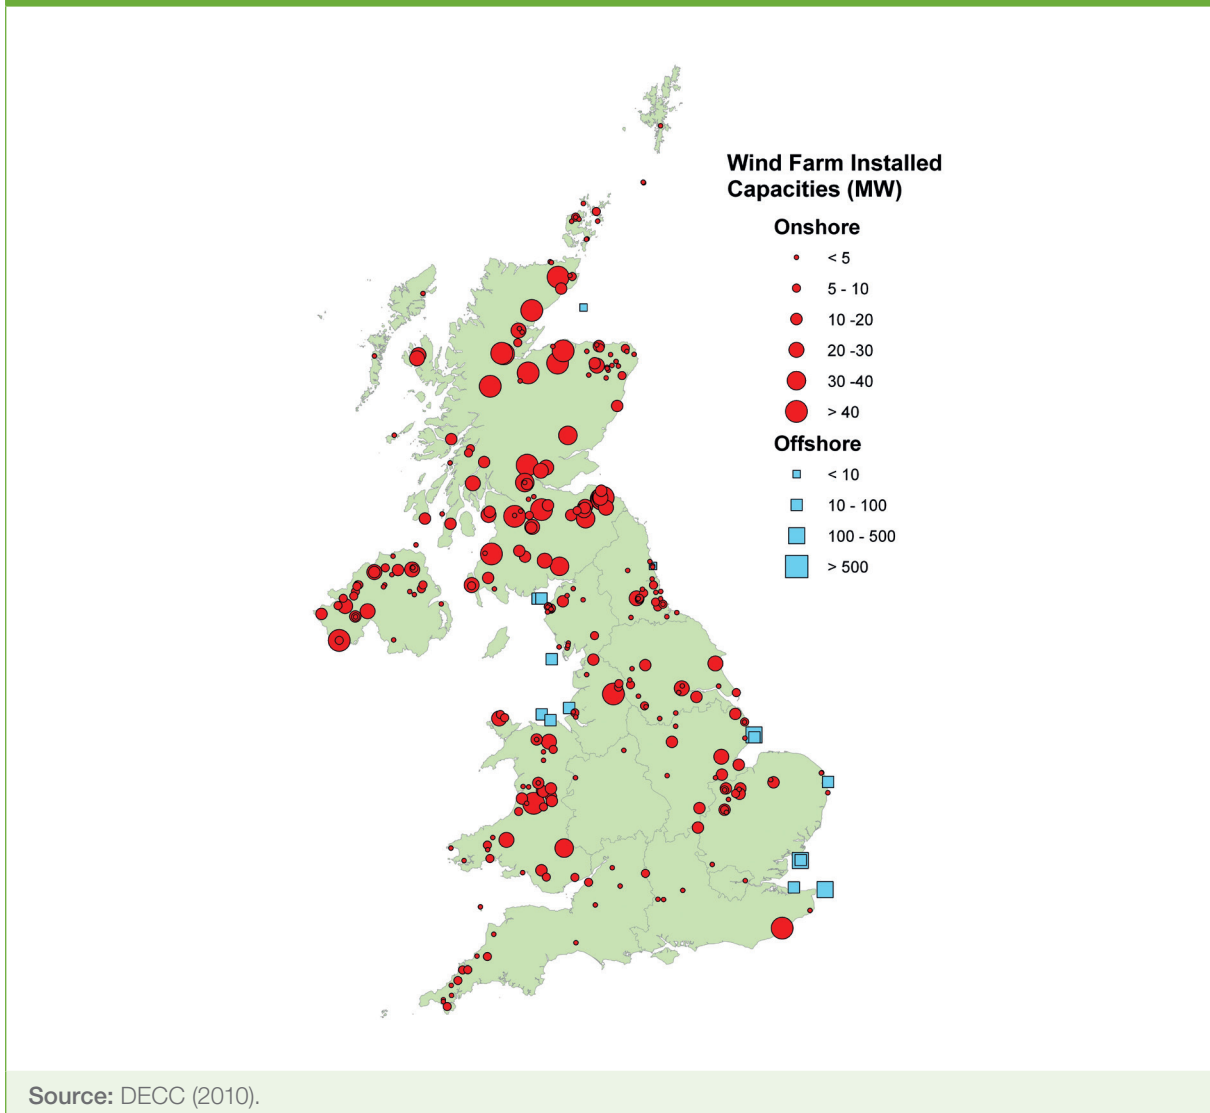 Wind Farm Installed
Capacities (MW)
Onshore
< 5
5 - 10
10 -20
20 -30
30 -40
> 40
Offshore
< 10
10 - 100
100 - 500
> 500
Source: DECC (2010).